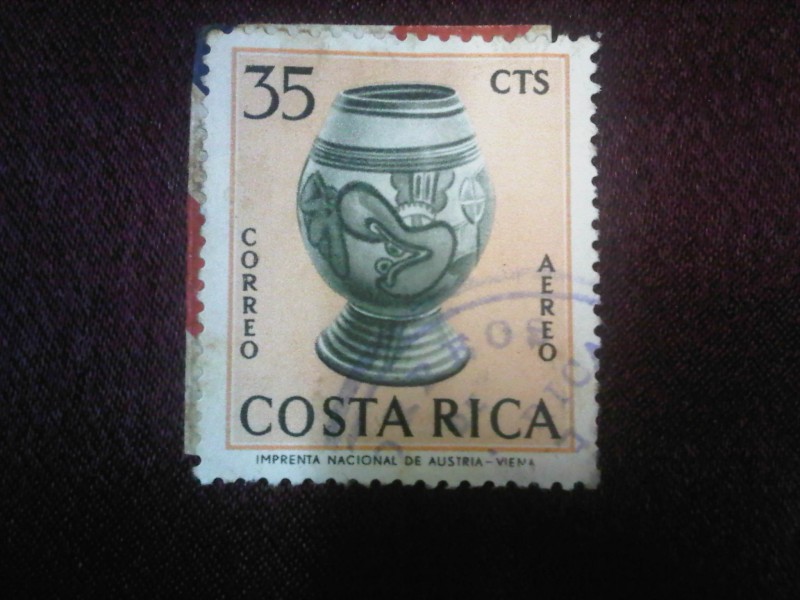 35 CTS
CORREO
AEREO
COSTA RICA
IMPRENTA NACIONAL DE AUSTRIA-VIENA